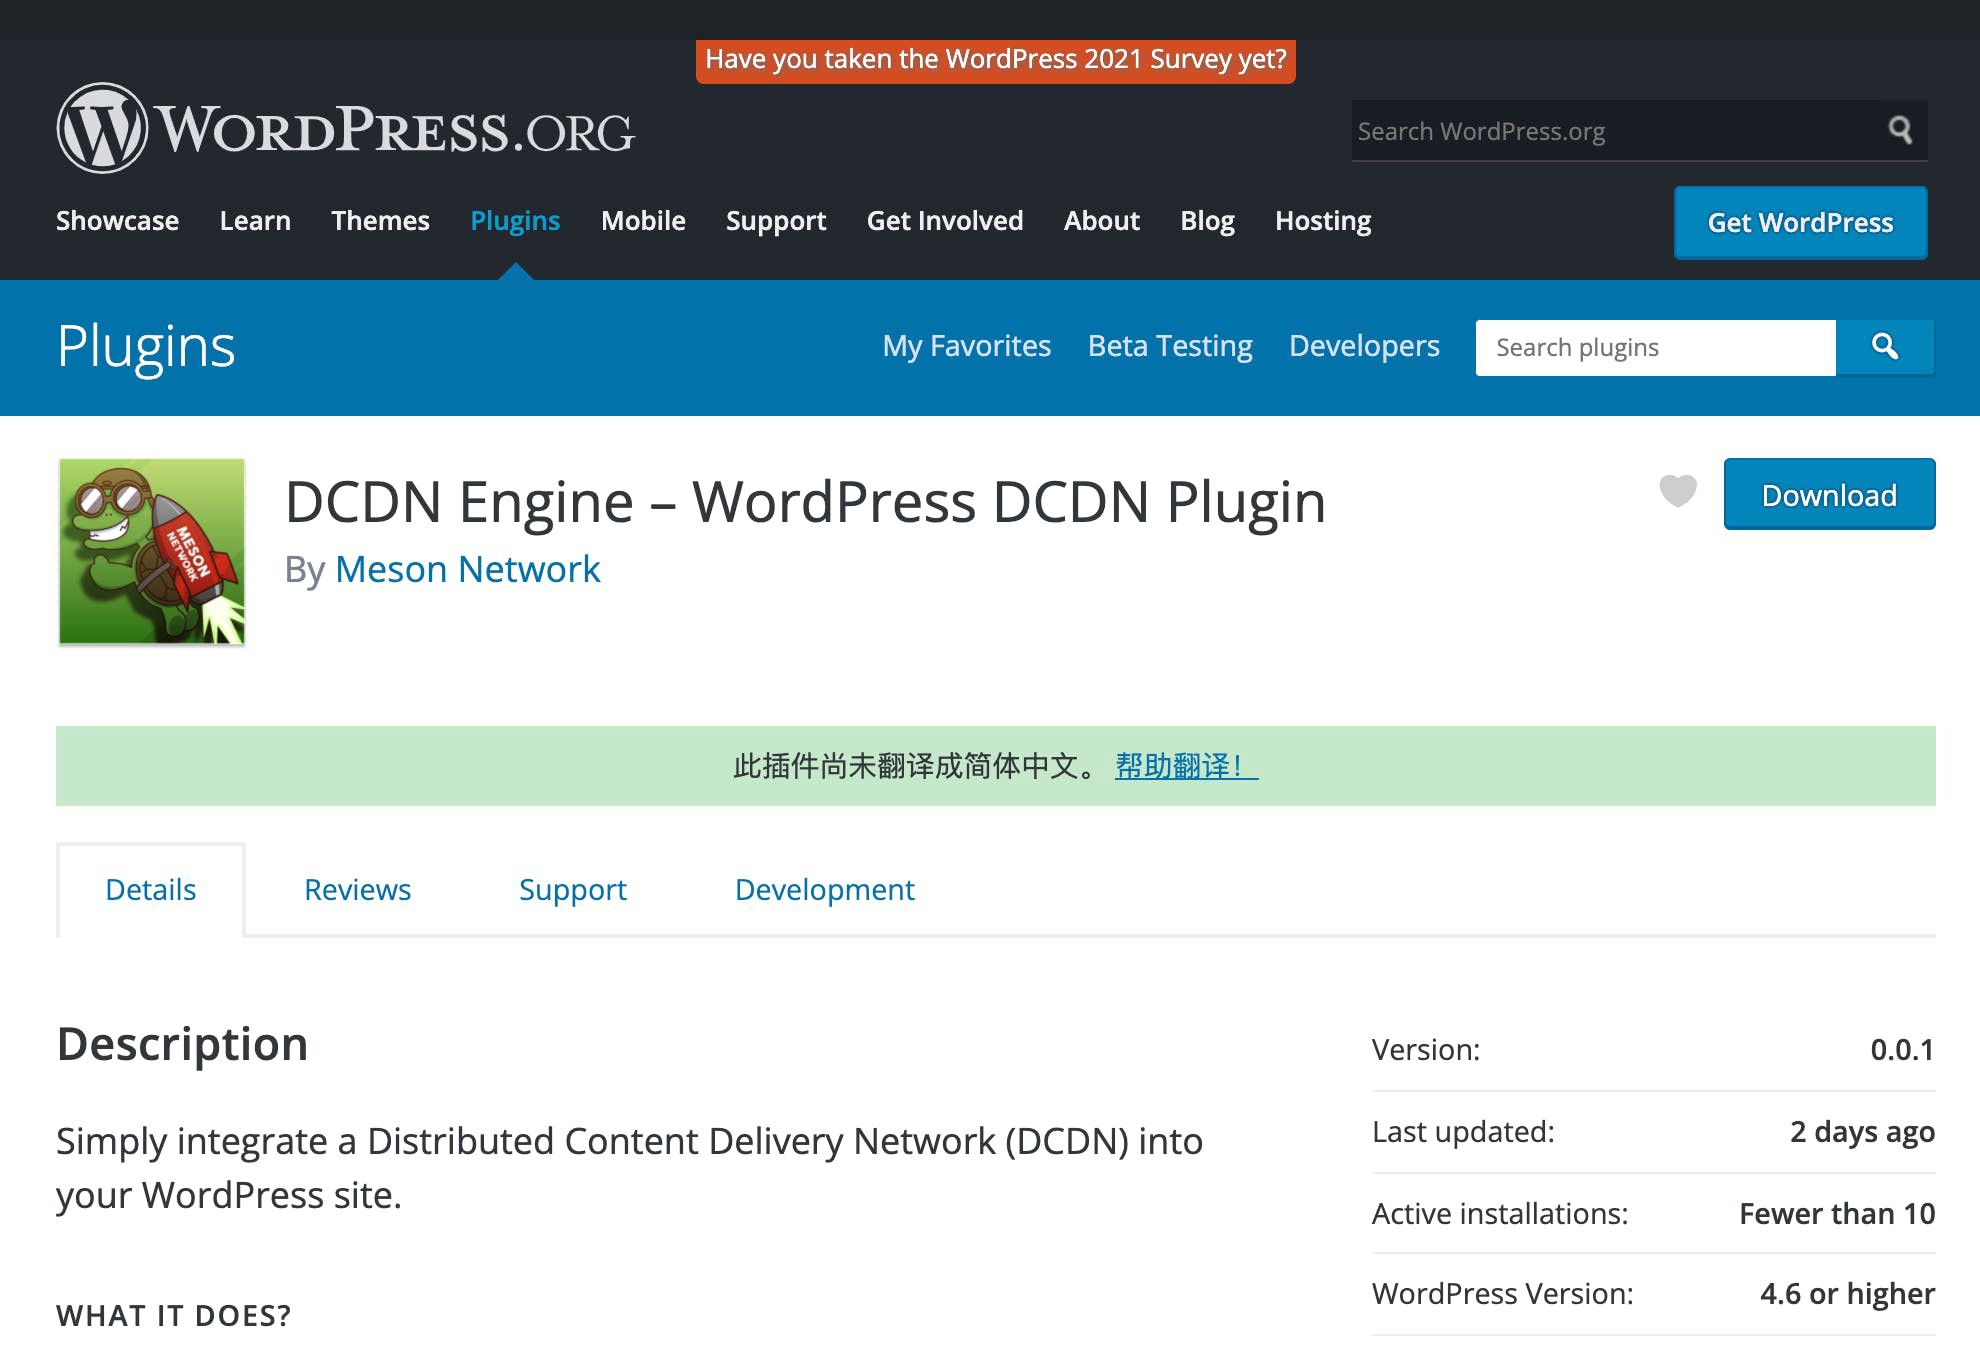 Have you taken the WordPress 2021 Survey yet?
WORDPRESS.ORG
Search WordPress.org
Showcase Learn Themes Plugins Mobile Support Get Involved About Blog Hosting
Get WordPress
Plugins
My Favorites Beta Testing Developers
Search plugins
MESON
NETWORK
DCDN Engine – WordPress DCDN Plugin
By Meson Network
Download
此插件尚未翻译成简体中文。 帮助翻译！
Details Reviews Support Development
Description
Simply integrate a Distributed Content Delivery Network (DCDN) into
your WordPress site.
WHAT IT DOES?
Version: 0.0.1
Last updated: 2 days ago
Active installations: Fewer than 10
WordPress Version: 4.6 or higher